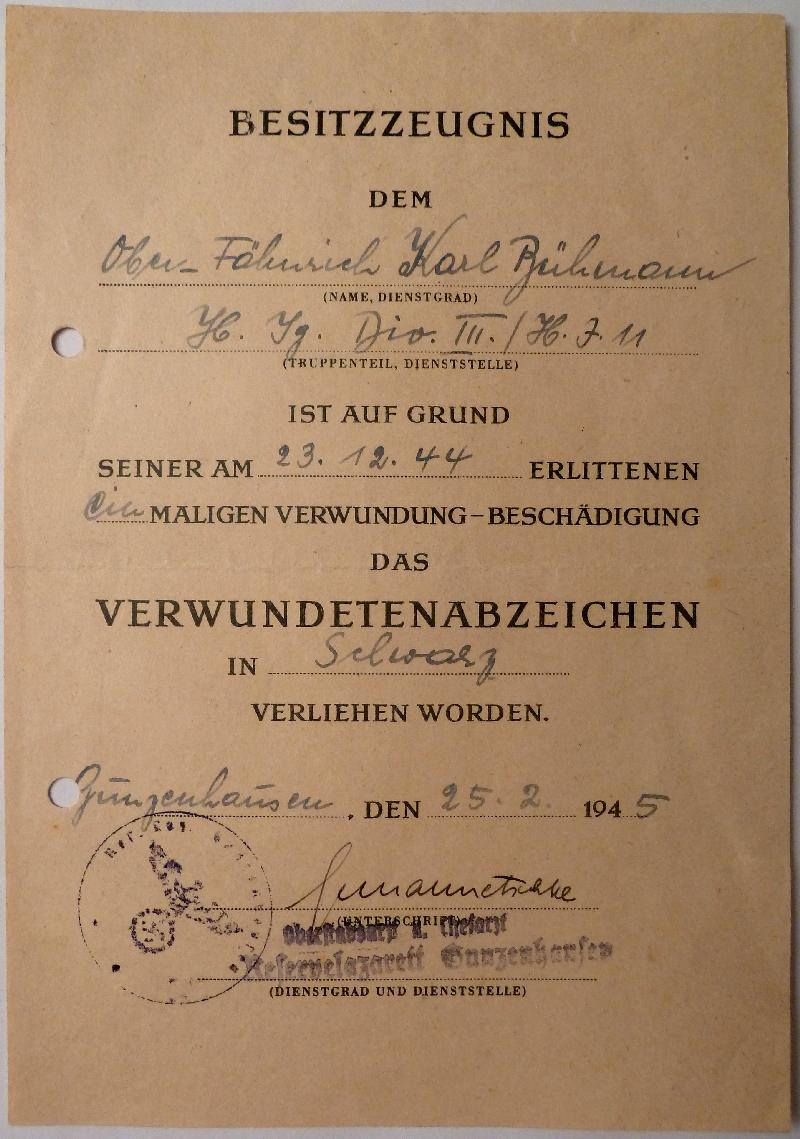 BESITZZEUGNIS
DEM
Ober-Fähnrich Karl Bühmann
(NAME, DIENSTGRAD)
H. Jg. Div. III./H. J. 11
(TRUPPENTEIL, DIENSTSTELLE)
IST AUF GRUND
SEINER AM 23.12.44 ERLITTENEN
ein MALIGEN VERWUNDUNG–BESCHÄDIGUNG
DAS
VERWUNDETENABZEICHEN
IN Schwarz
VERLIEHEN WORDEN.
Gunzenhausen, DEN 25.2. 1945
(UNTERSCHRIFT)
Oberstabsarzt u. Chefarzt
Reservelazarett Gunzenhausen
(DIENSTGRAD UND DIENSTSTELLE)